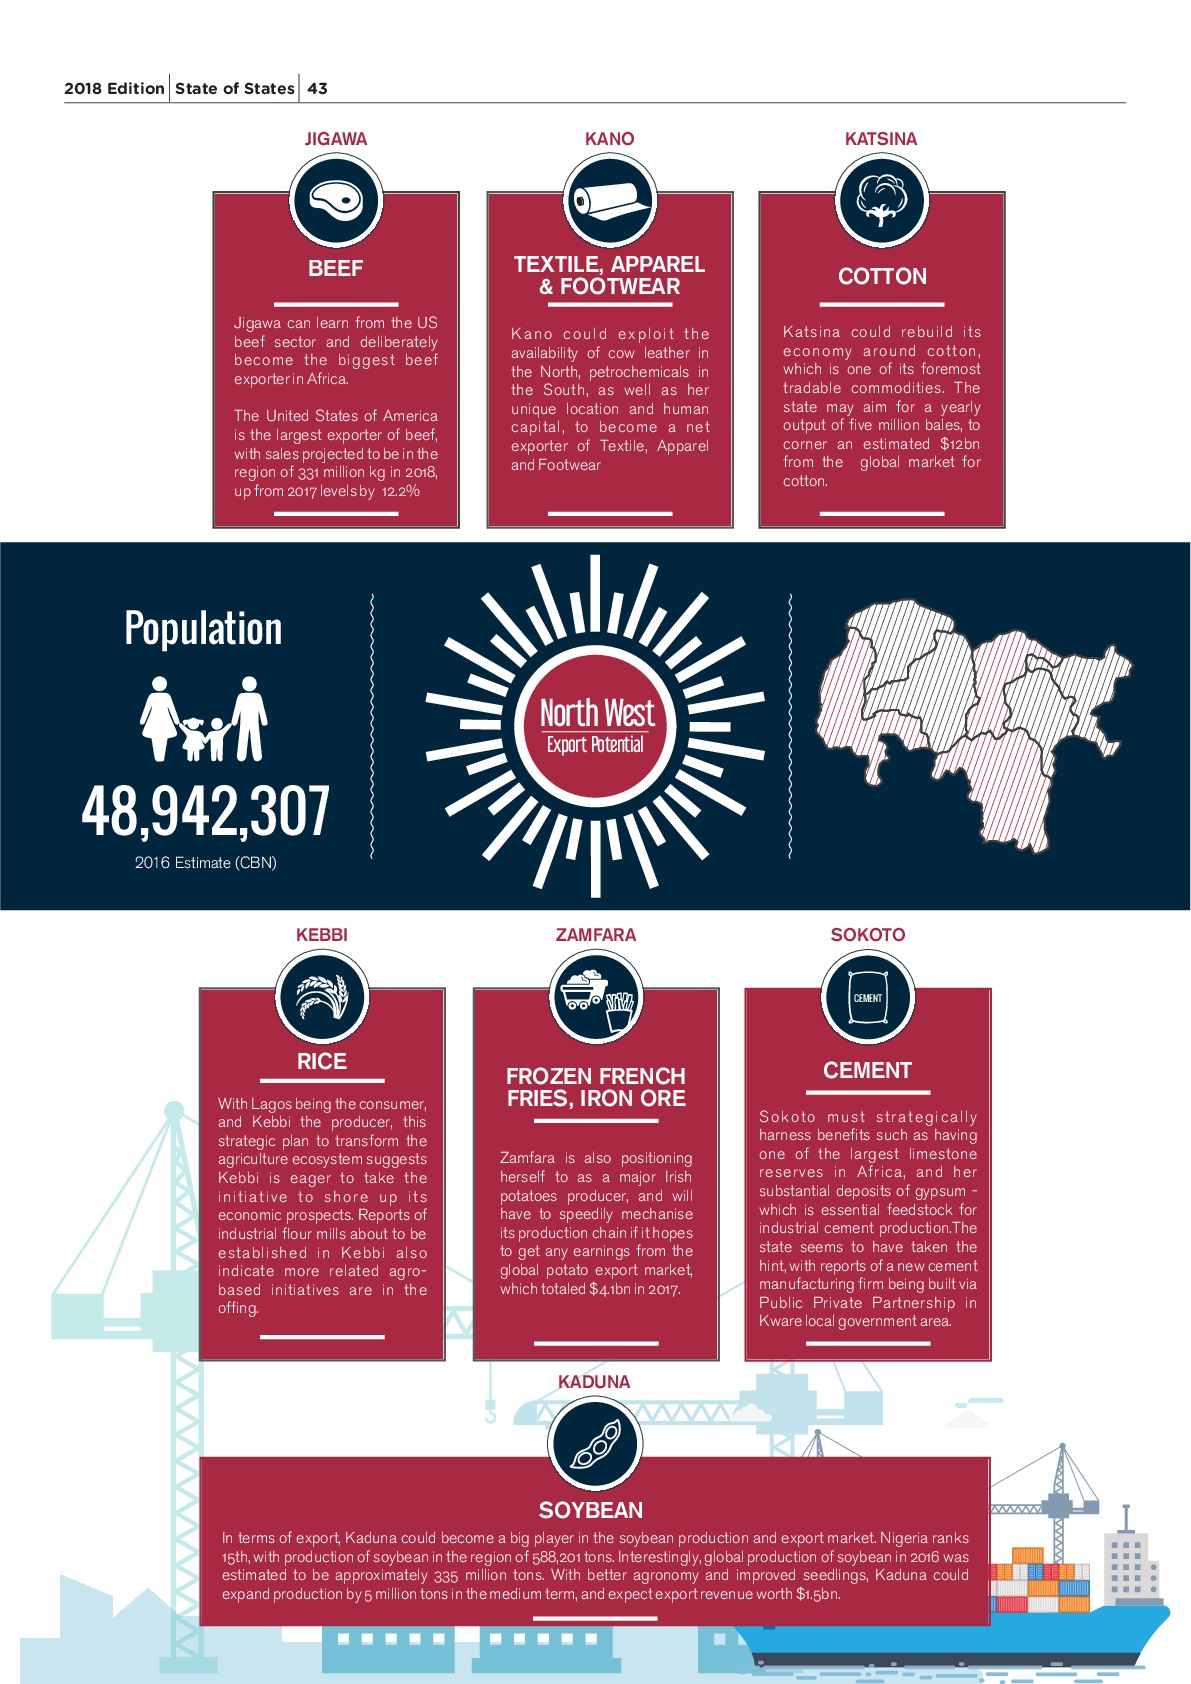 2018 Edition State of States 43
JIGAWA
BEEF
Jigawa can learn from the US
beef sector and deliberately
become the biggest beef
exporter in Africa.
The United States of America
is the largest exporter of beef,
with sales projected to be in the
region of 331 million kg in 2018,
up from 2017 levels by 12.2%
KANO
TEXTILE, APPAREL
& FOOTWEAR
Kano could exploit the
availability of cow leather in
the North, petrochemicals in
the South, as well as her
unique location and human
capital, to become a net
exporter of Textile, Apparel
and Footwear
KATSINA
COTTON
Katsina could rebuild its
economy around cotton,
which is one of its foremost
tradable commodities. The
state may aim for a yearly
output of five million bales, to
corner an estimated $12bn
from the global market for
cotton.
Population
48,942,307
2016 Estimate (CBN)
North West
Export Potential
KEBBI
RICE
With Lagos being the consumer,
and Kebbi the producer, this
strategic plan to transform the
agriculture ecosystem suggests
Kebbi is eager to take the
initiative to shore up its
economic prospects. Reports of
industrial flour mills about to be
established in Kebbi also
indicate more related agro-
based initiatives are in the
offing.
ZAMFARA
FROZEN FRENCH
FRIES, IRON ORE
Zamfara is also positioning
herself to as a major Irish
potatoes producer, and will
have to speedily mechanise
its production chain if it hopes
to get any earnings from the
global potato export market,
which totaled $4.1bn in 2017.
SOKOTO
CEMENT
CEMENT
Sokoto must strategically
harness benefits such as having
one of the largest limestone
reserves in Africa, and her
substantial deposits of gypsum -
which is essential feedstock for
industrial cement production.The
state seems to have taken the
hint, with reports of a new cement
manufacturing firm being built via
Public Private Partnership in
Kware local government area.
KADUNA
SOYBEAN
In terms of export, Kaduna could become a big player in the soybean production and export market. Nigeria ranks
15th, with production of soybean in the region of 588,201 tons. Interestingly, global production of soybean in 2016 was
estimated to be approximately 335 million tons. With better agronomy and improved seedlings, Kaduna could
expand production by 5 million tons in the medium term, and expect export revenue worth $1.5bn.